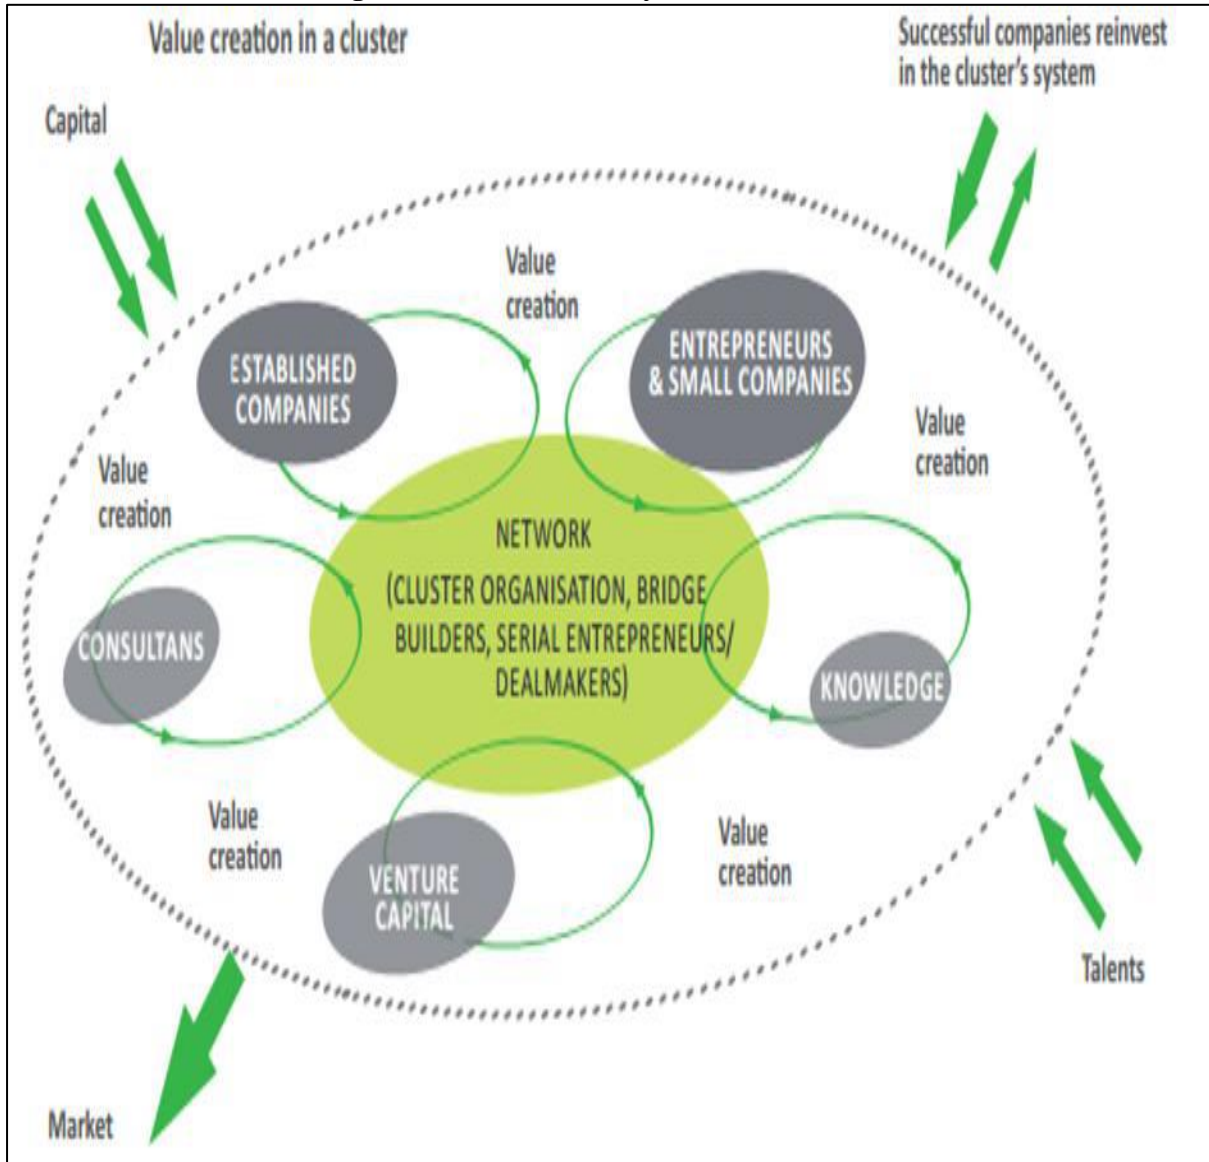 Value creation in a cluster
Successful companies reinvest
in the cluster's system
Capital
Value
creation
ESTABLISHED
COMPANIES
ENTREPRENEURS
& SMALL COMPANIES
Value
creation
Value
creation
NETWORK
(CLUSTER ORGANISATION, BRIDGE
BUILDERS, SERIAL ENTREPRENEURS/
DEALMAKERS)
CONSULTANS
KNOWLEDGE
Value
creation
Value
creation
VENTURE
CAPITAL
Talents
Market